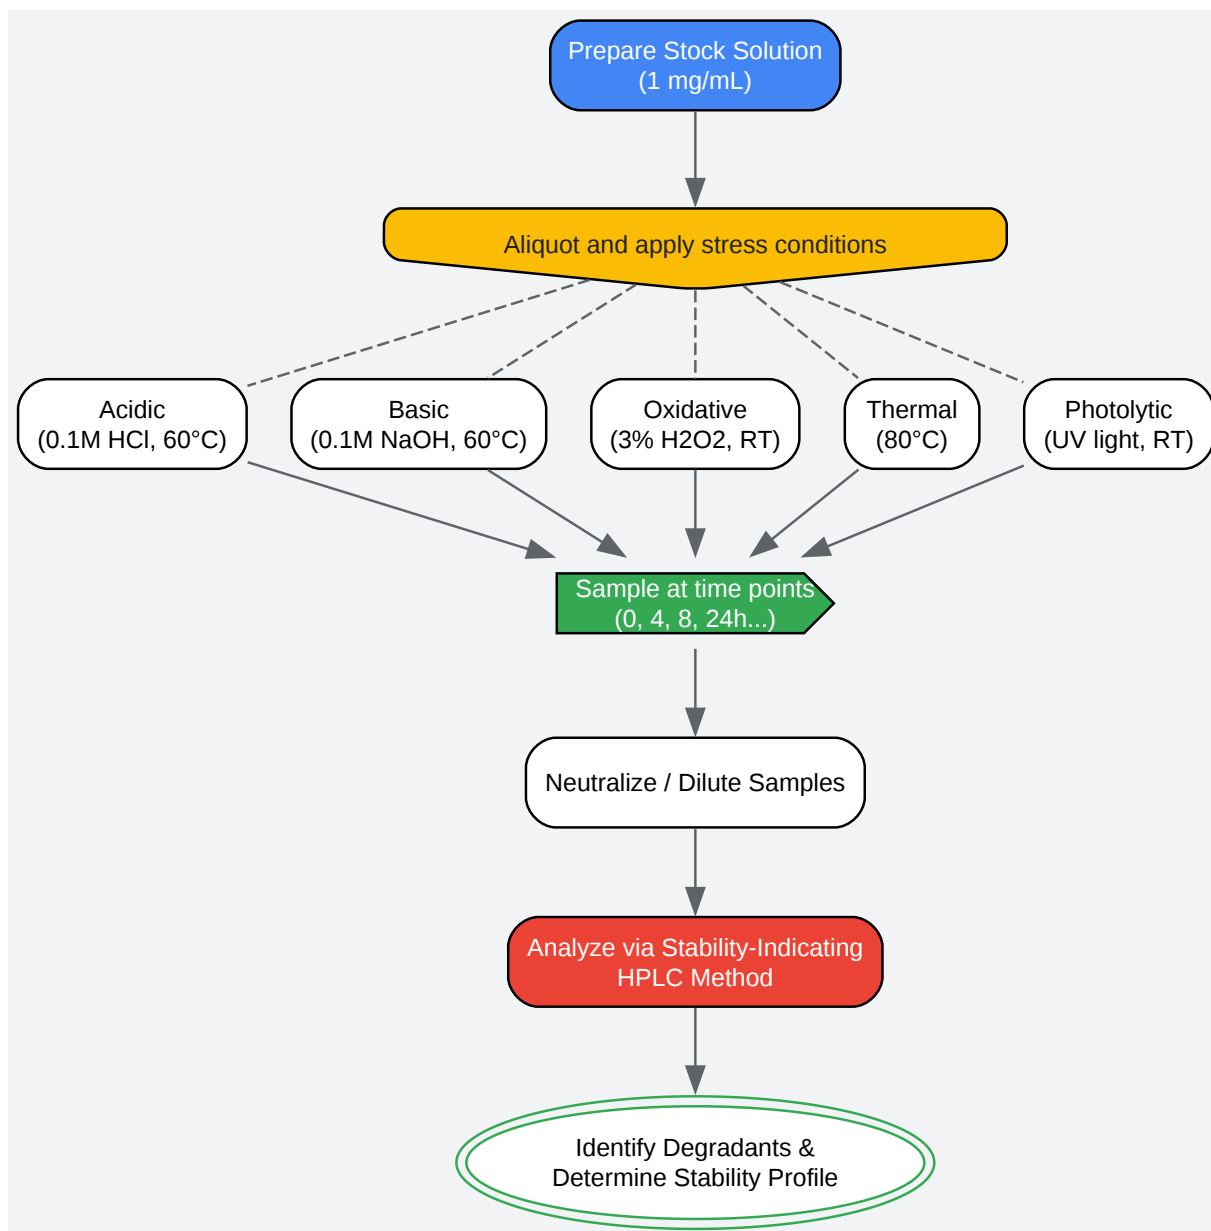 Prepare Stock Solution
(1 mg/mL)
Aliquot and apply stress conditions
Acidic
(0.1M HCl, 60°C)
Basic
(0.1M NaOH, 60°C)
Oxidative
(3% H2O2, RT)
Thermal
(80°C)
Photolytic
(UV light, RT)
Sample at time points
(0, 4, 8, 24h...)
Neutralize / Dilute Samples
Analyze via Stability-Indicating
HPLC Method
Identify Degradants &
Determine Stability Profile